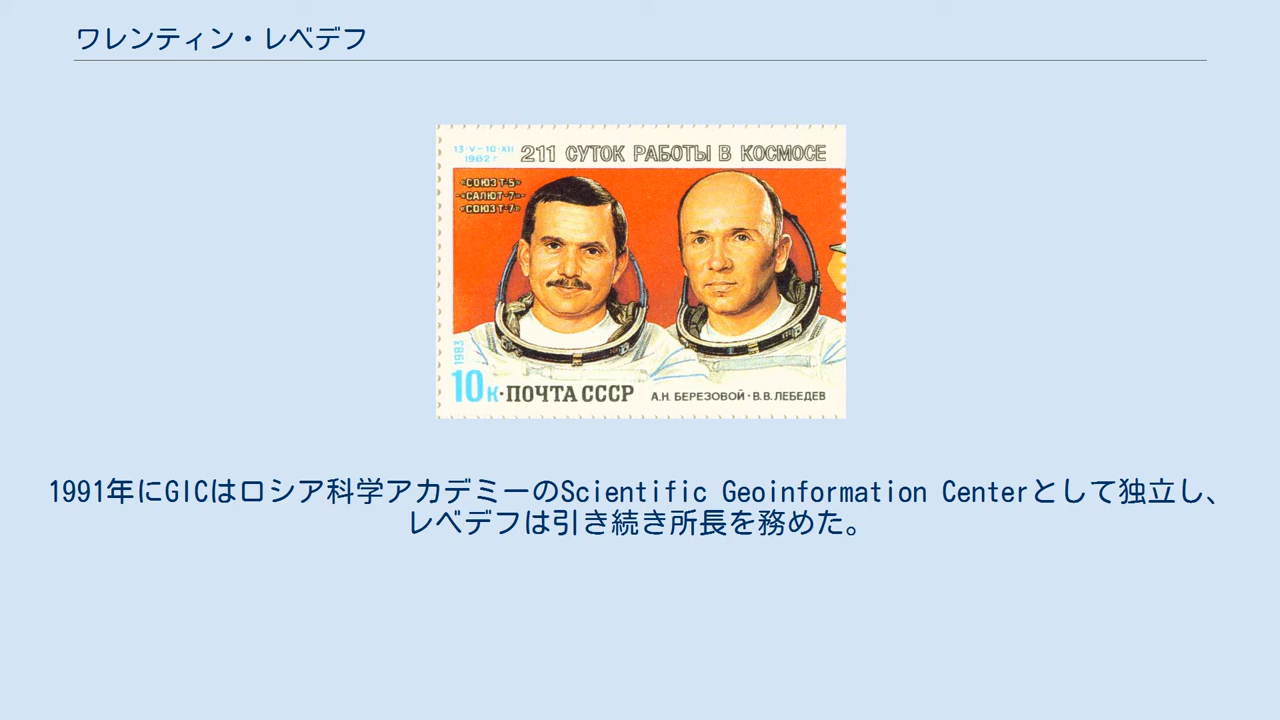 ワレンティン・レベデフ
13·V–10·XII
1982 г
211 СУТОК РАБОТЫ В КОСМОСЕ
«СОЮЗ Т-5»
-«САЛЮТ-7»-
«СОЮЗ Т-7»
1983
10 к·ПОЧТА СССР
А.Н. БЕРЕЗОВОЙ·В.В. ЛЕБЕДЕВ
1991年にGICはロシア科学アカデミーのScientific Geoinformation Centerとして独立し、
レベデフは引き続き所長を務めた。